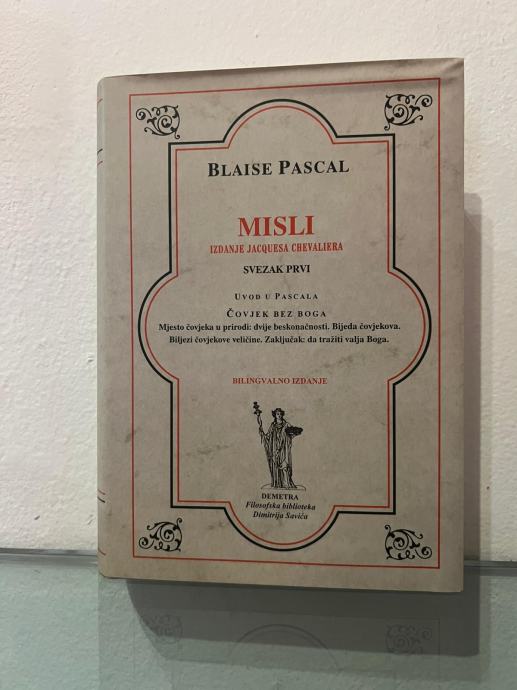 BLAISE PASCAL
MISLI
IZDANJE JACQUESA CHEVALIERA
SVEZAK PRVI
UVOD U PASCALA
ČOVJEK BEZ BOGA
Mjesto čovjeka u prirodi: dvije beskonačnosti. Bijeda čovjekova.
Biljezi čovjekove veličine. Zaključak: da tražiti valja Boga.
BILINGVALNO IZDANJE
DEMETRA
Filosofska biblioteka
Dimitrija Savića